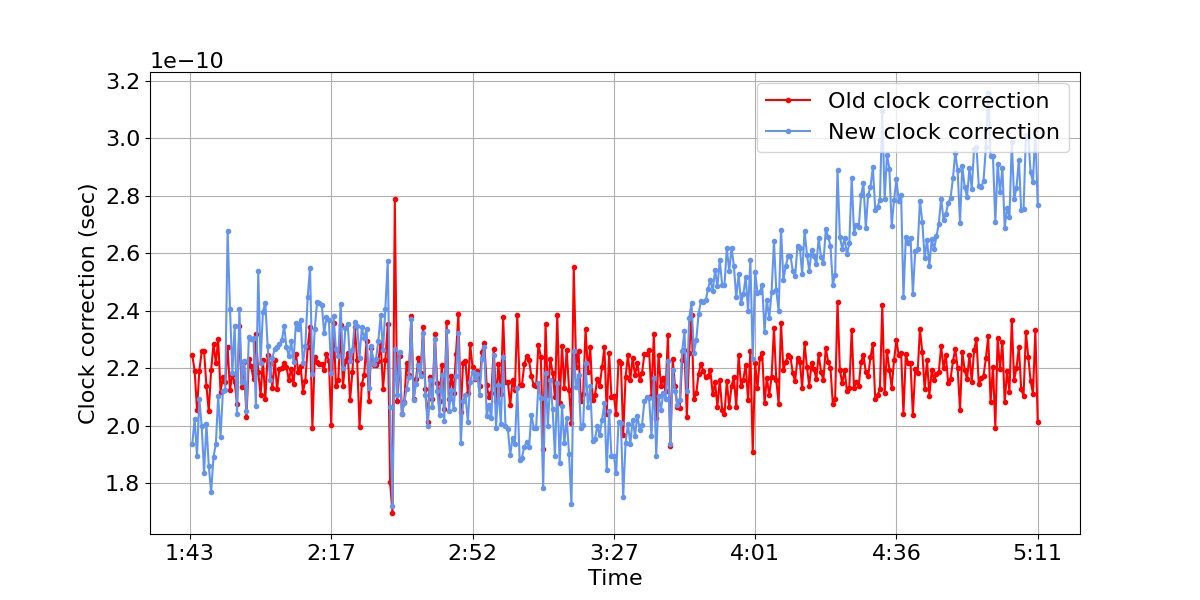 1e−10
3.2
3.0
2.8
2.6
2.4
2.2
2.0
1.8
Clock correction (sec)
Old clock correction
New clock correction
1:43 2:17 2:52 3:27 4:01 4:36 5:11
Time